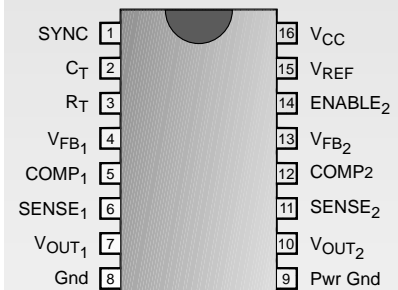 SYNC 1 16 VCC
CT 2 15 VREF
RT 3 14 ENABLE2
VFB1 4 13 VFB2
COMP1 5 12 COMP2
SENSE1 6 11 SENSE2
VOUT1 7 10 VOUT2
Gnd 8 9 Pwr Gnd